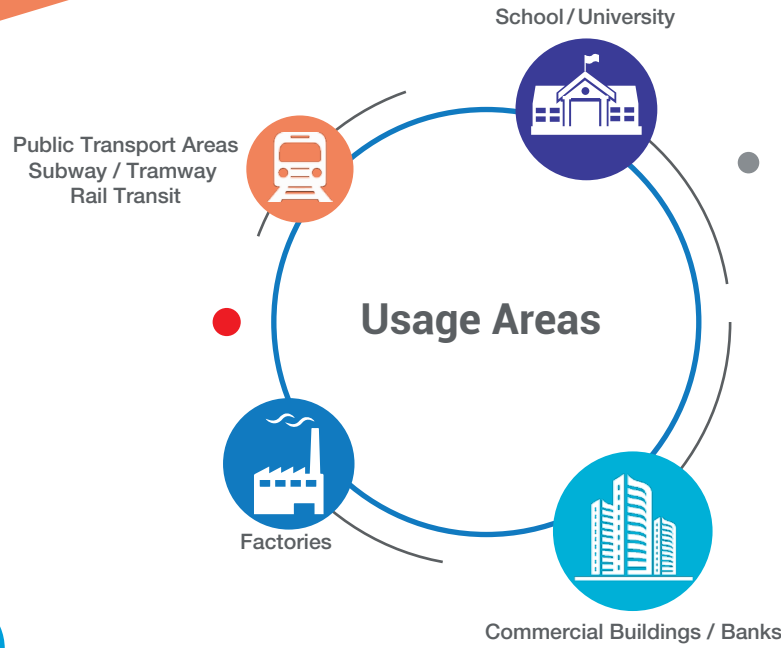 School / University
Public Transport Areas
Subway / Tramway
Rail Transit
Usage Areas
Factories
Commercial Buildings / Banks